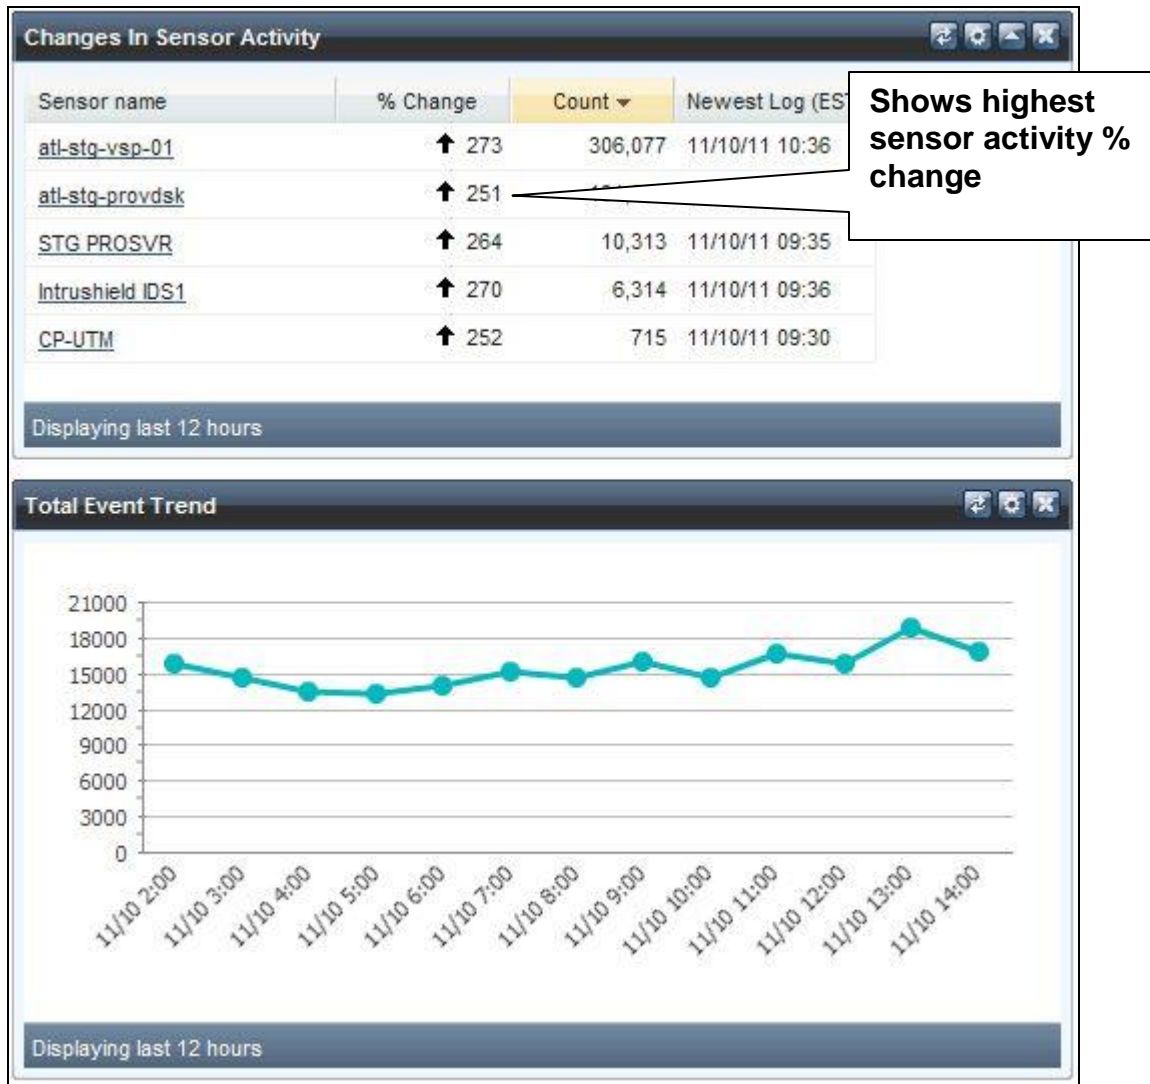 Changes In Sensor Activity
Sensor name % Change Count Newest Log (EST
atl-stg-vsp-01 273 306,077 11/10/11 10:36
atl-stg-provdsk 251
STG PROSVR 264 10,313 11/10/11 09:35
Intrushield IDS1 270 6,314 11/10/11 09:36
CP-UTM 252 715 11/10/11 09:30
Displaying last 12 hours
Shows highest
sensor activity %
change
Total Event Trend
21000
18000
15000
12000
9000
6000
3000
0
11/10 2:00
11/10 3:00
11/10 4:00
11/10 5:00
11/10 6:00
11/10 7:00
11/10 8:00
11/10 9:00
11/10 10:00
11/10 11:00
11/10 12:00
11/10 13:00
11/10 14:00
Displaying last 12 hours